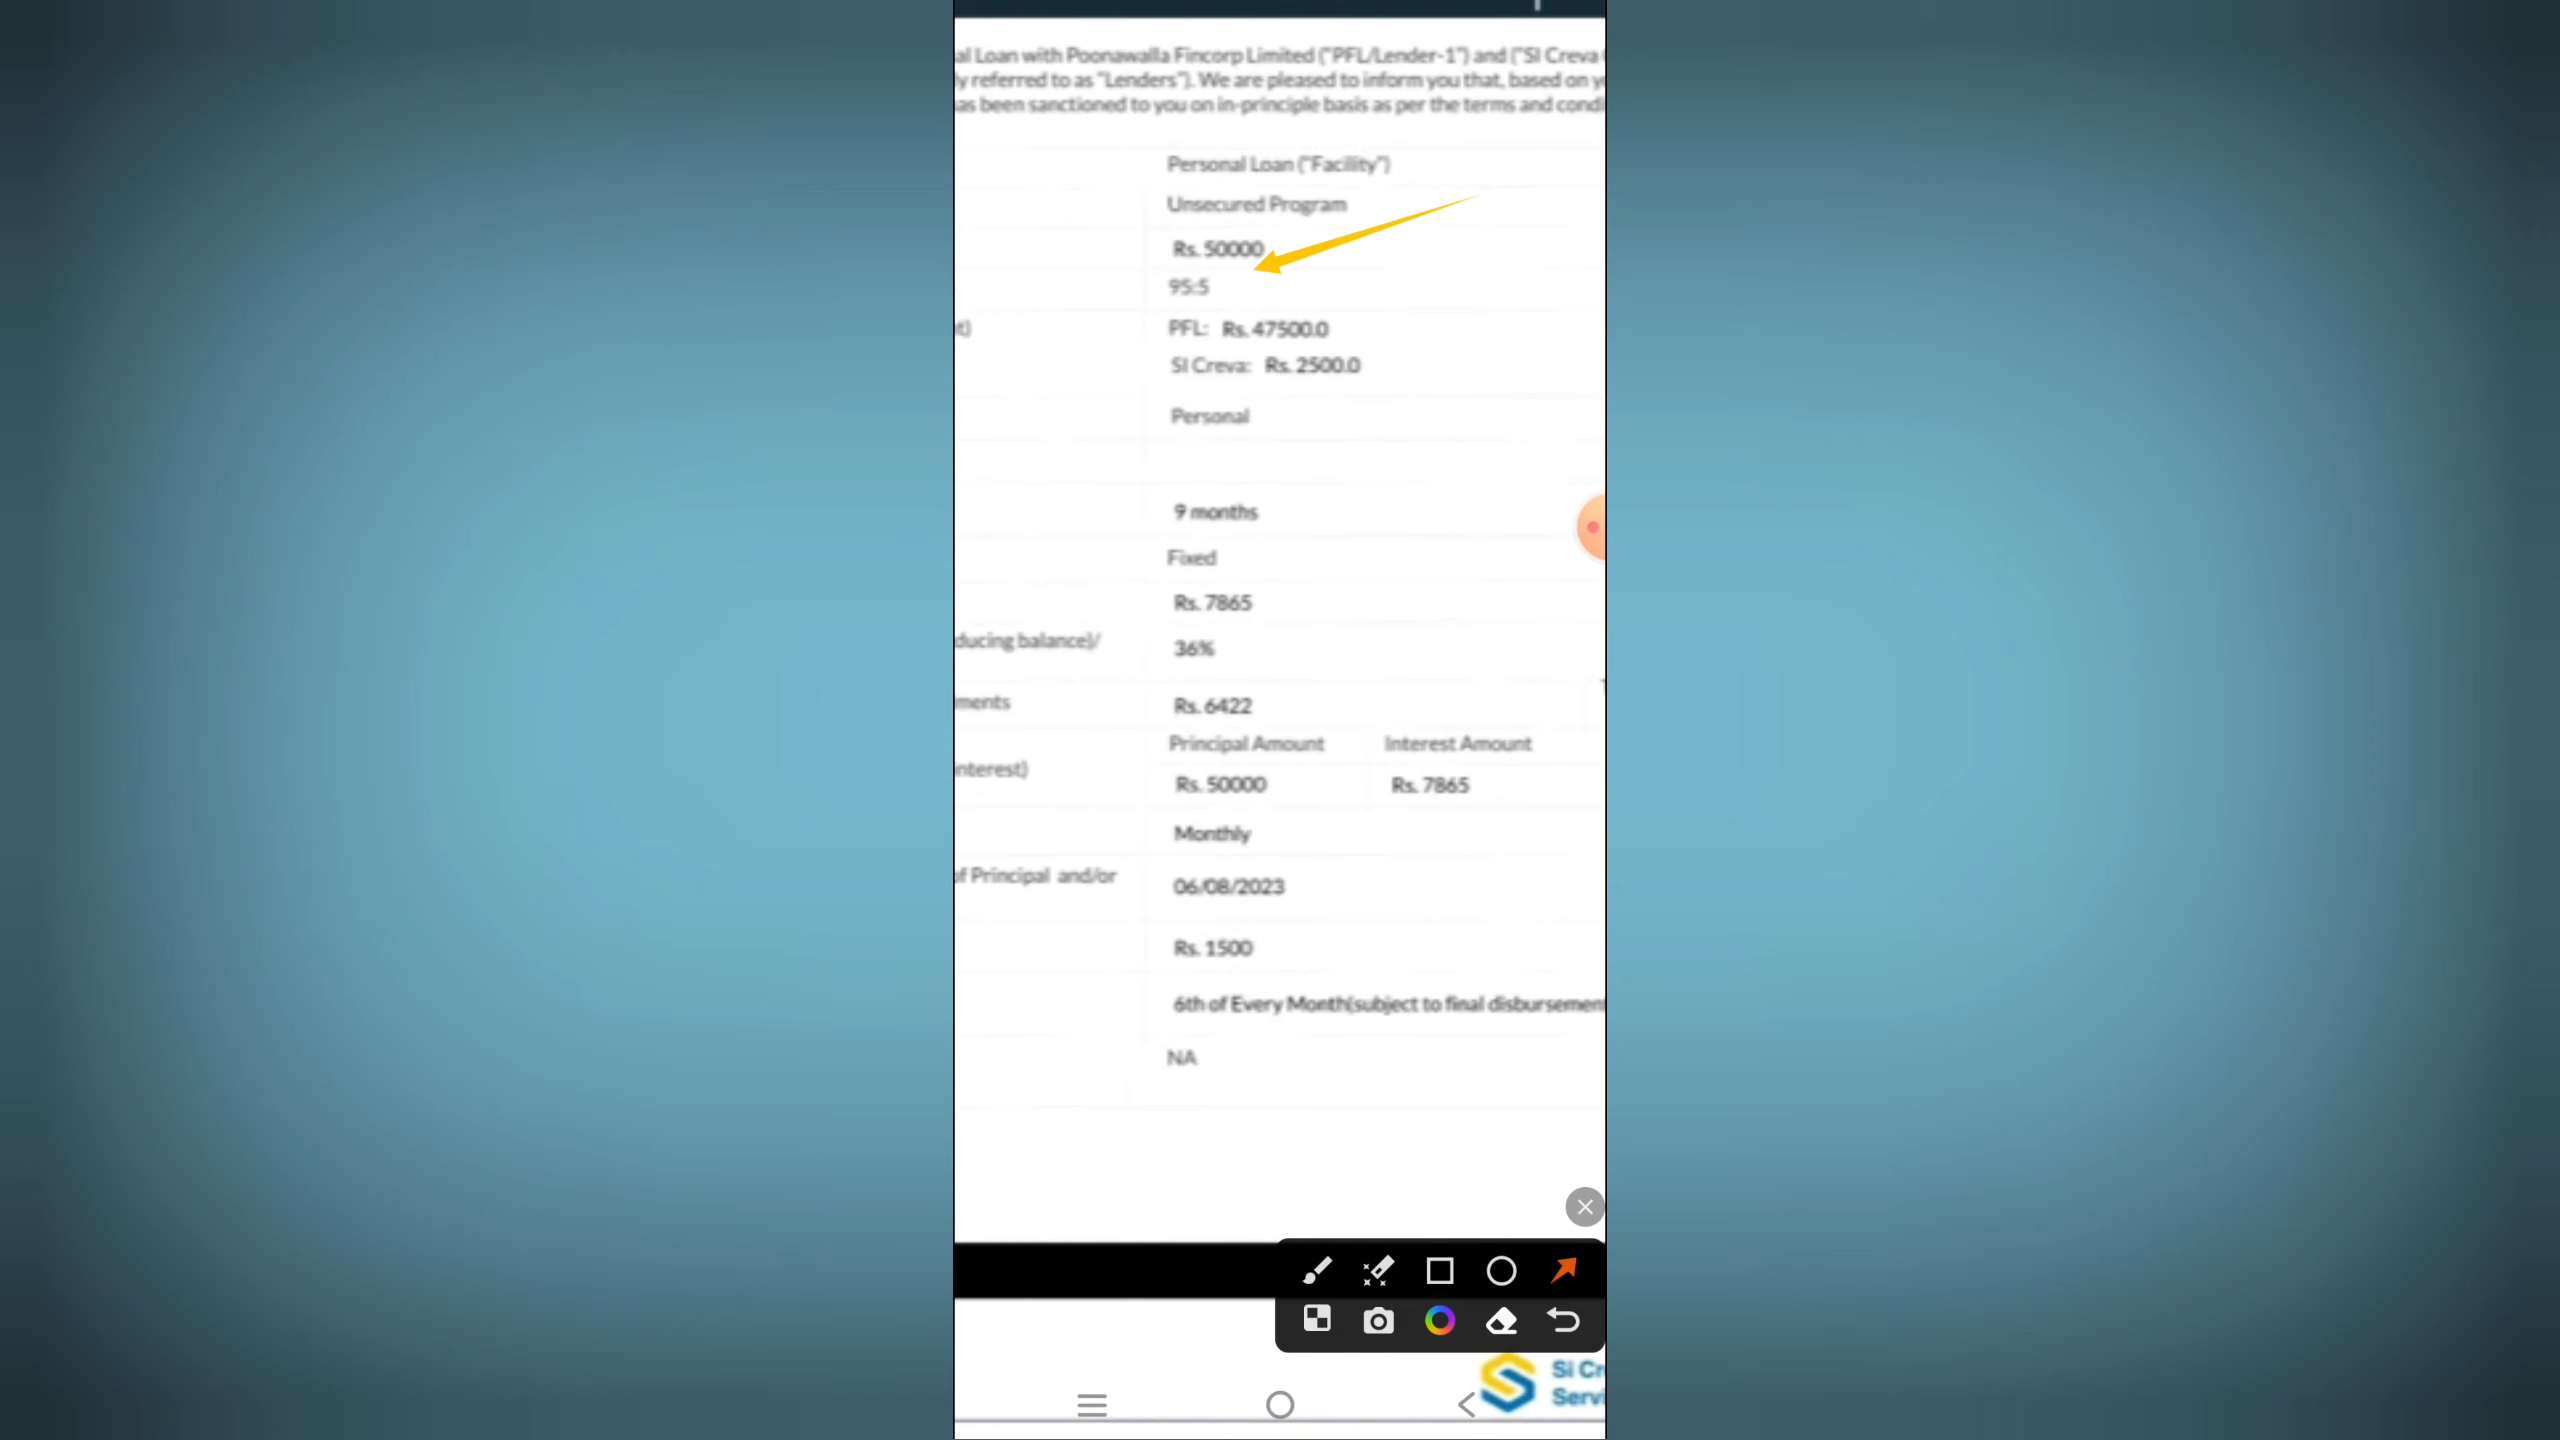 al Loan with Poonawalla Fincorp Limited ("PFL/Lender-1") and ("SI Creva
ly referred to as "Lenders"). We are pleased to inform you that, based on
as been sanctioned to you on in-principle basis as per the terms and condi
Personal Loan ("Facility")
Unsecured Program
Rs. 50000
95:5
t) PFL: Rs. 47500.0
SI Creva: Rs. 2500.0
Personal
9 months
Fixed
Rs. 7865
ducing balance)/ 36%
ments Rs. 6422
Principal Amount Interest Amount
interest) Rs. 50000 Rs. 7865
Monthly
of Principal and/or 06/08/2023
Rs. 1500
6th of Every Month(subject to final disbursement
NA
Si Cr
Servi